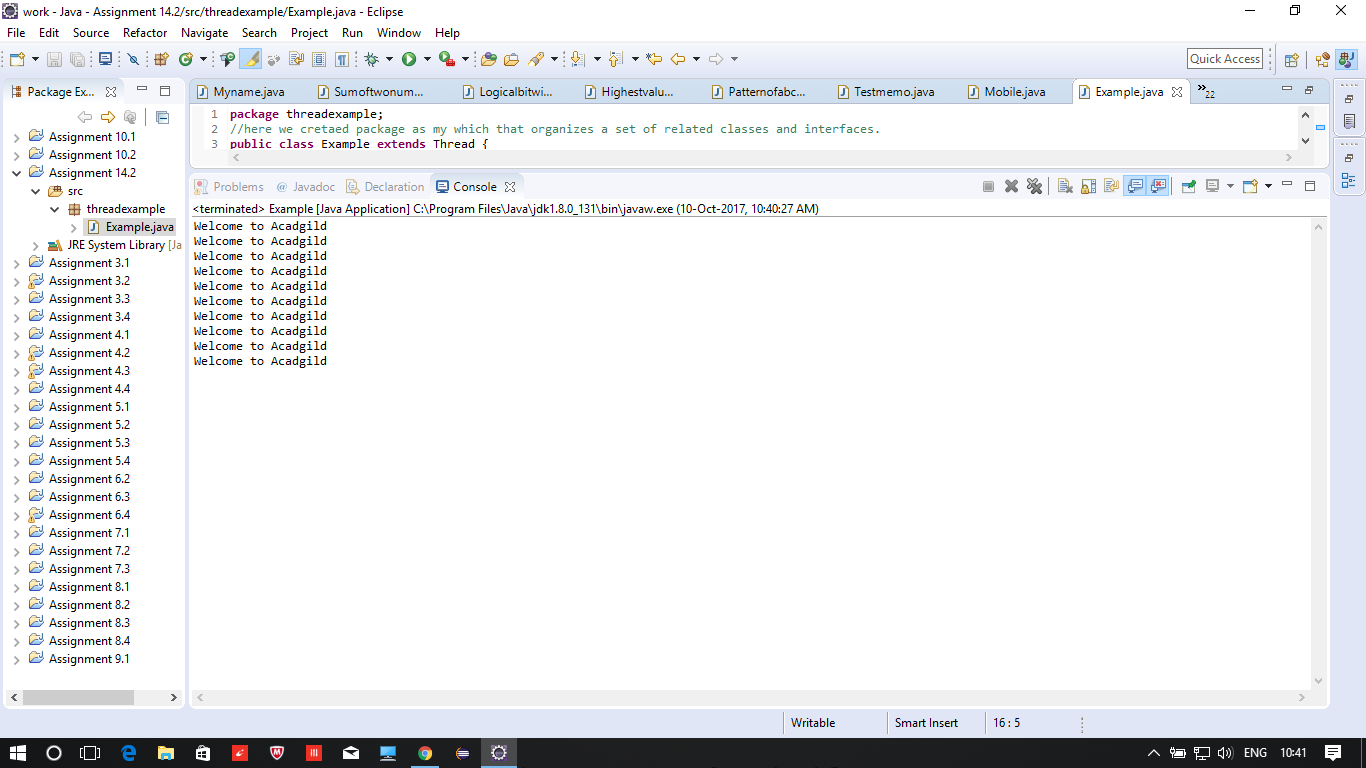 work - Java - Assignment 14.2/src/threadexample/Example.java - Eclipse
File Edit Source Refactor Navigate Search Project Run Window Help
Quick Access
Package Ex...
Assignment 10.1
Assignment 10.2
Assignment 14.2
src
threadexample
Example.java
JRE System Library [Ja
Assignment 3.1
Assignment 3.2
Assignment 3.3
Assignment 3.4
Assignment 4.1
Assignment 4.2
Assignment 4.3
Assignment 4.4
Assignment 5.1
Assignment 5.2
Assignment 5.3
Assignment 5.4
Assignment 6.2
Assignment 6.3
Assignment 6.4
Assignment 7.1
Assignment 7.2
Assignment 7.3
Assignment 8.1
Assignment 8.2
Assignment 8.3
Assignment 8.4
Assignment 9.1
Myname.java Sumoftwonum... Logicalbitwi... Highestvalu... Patternofabc... Testmemo.java Mobile.java Example.java »22
1 package threadexample;
2 //here we cretaed package as my which that organizes a set of related classes and interfaces.
3 public class Example extends Thread {
Problems @ Javadoc Declaration Console
<terminated> Example [Java Application] C:\Program Files\Java\jdk1.8.0_131\bin\javaw.exe (10-Oct-2017, 10:40:27 AM)
Welcome to Acadgild
Welcome to Acadgild
Welcome to Acadgild
Welcome to Acadgild
Welcome to Acadgild
Welcome to Acadgild
Welcome to Acadgild
Welcome to Acadgild
Welcome to Acadgild
Welcome to Acadgild
Writable Smart Insert 16 : 5
ENG 10:41